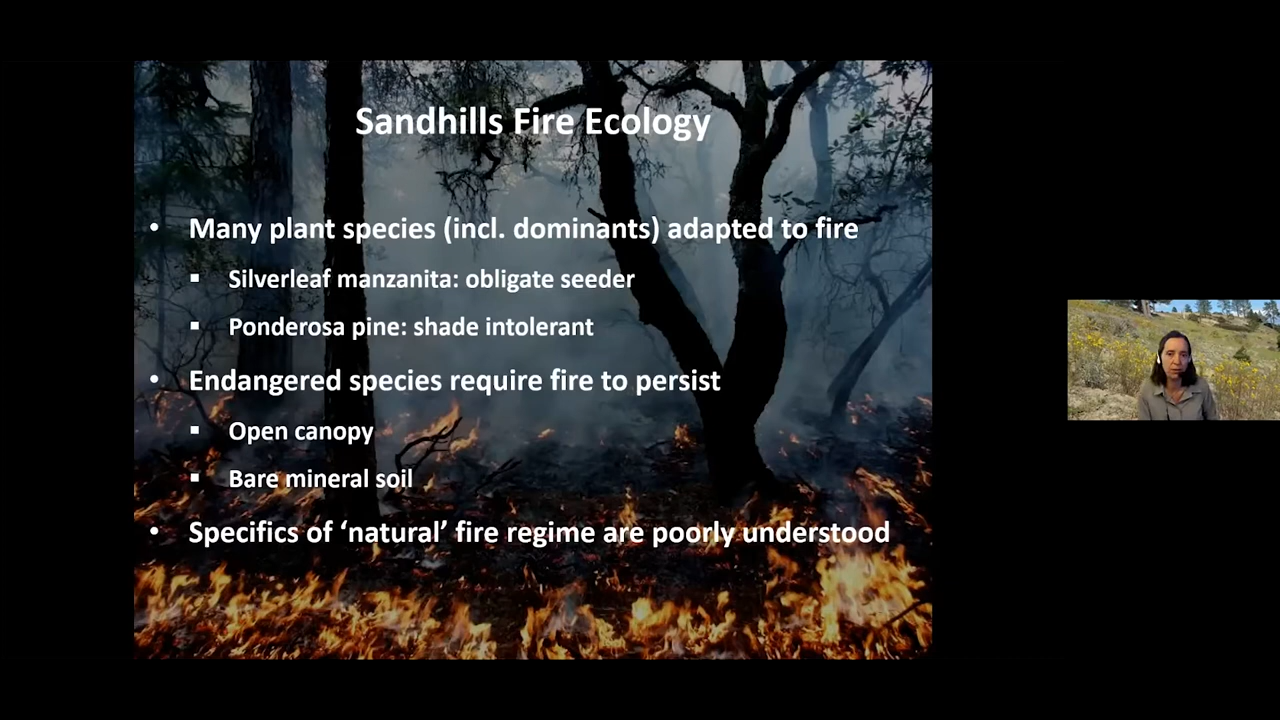 Sandhills Fire Ecology
• Many plant species (incl. dominants) adapted to fire
▪ Silverleaf manzanita: obligate seeder
▪ Ponderosa pine: shade intolerant
• Endangered species require fire to persist
▪ Open canopy
▪ Bare mineral soil
• Specifics of ‘natural’ fire regime are poorly understood